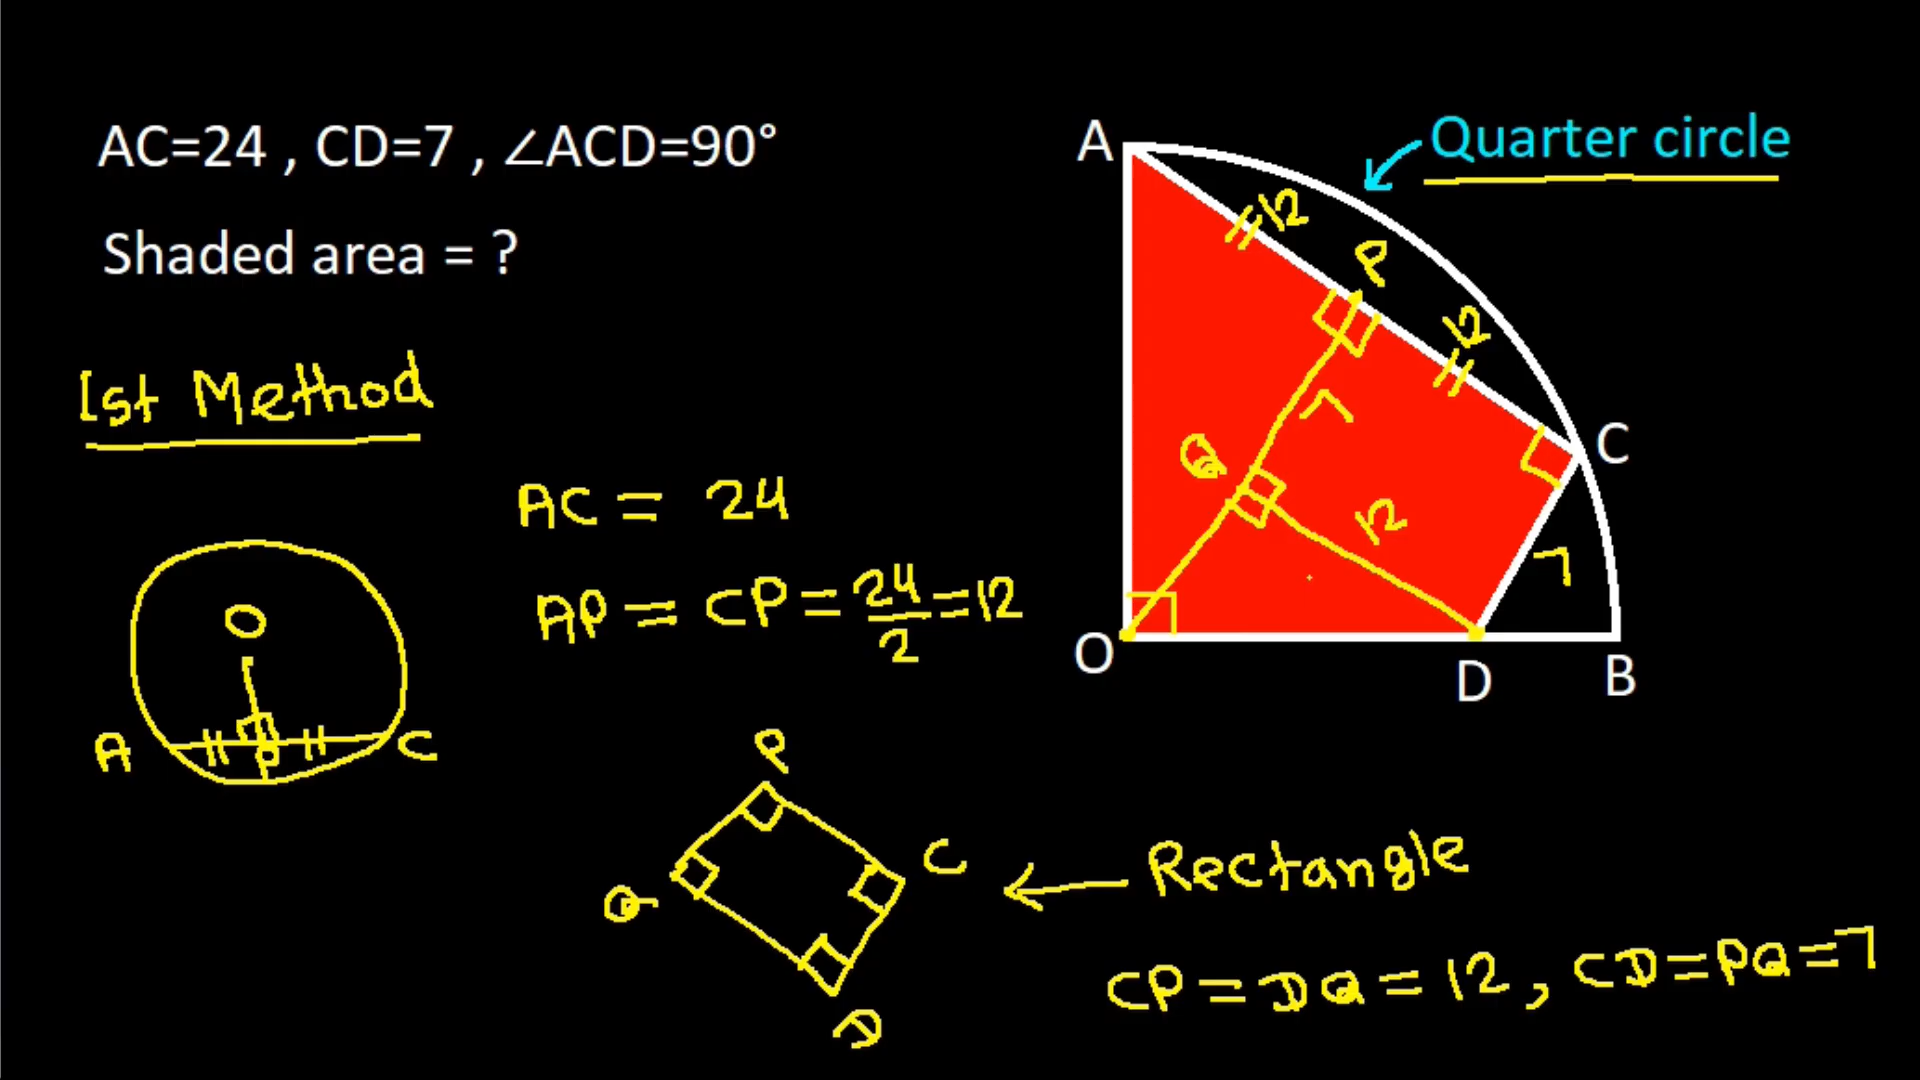 AC=24 , CD=7 , ∠ACD=90°
Shaded area = ?
Ist Method
AC = 24
AP = CP = 24/2 = 12
O
A
P
C
P
Q
C
D
← Rectangle
CP = DQ = 12 , CD = PQ = 7
Quarter circle
A
12
P
12
C
7
Q
12
7
O
D
B